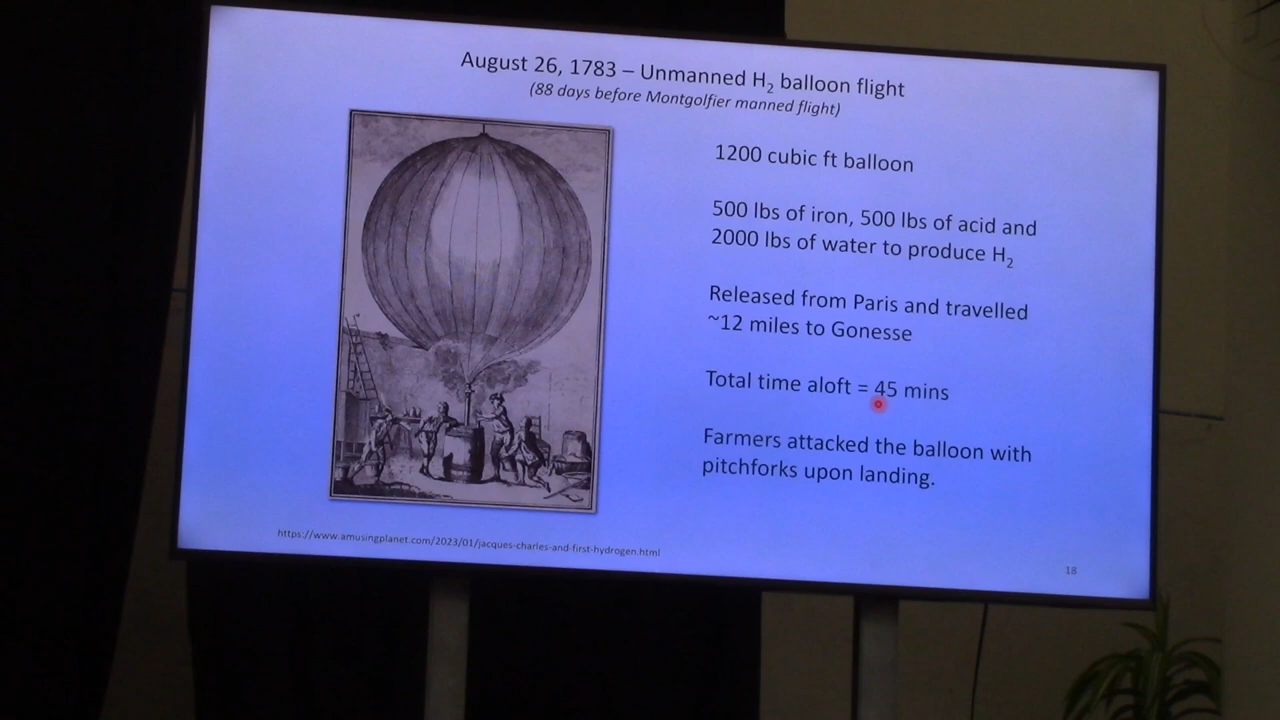 August 26, 1783 – Unmanned H₂ balloon flight
(88 days before Montgolfier manned flight)
1200 cubic ft balloon
500 lbs of iron, 500 lbs of acid and
2000 lbs of water to produce H₂
Released from Paris and travelled
~12 miles to Gonesse
Total time aloft = 45 mins
Farmers attacked the balloon with
pitchforks upon landing.
https://www.amusingplanet.com/2023/01/jacques-charles-and-first-hydrogen.html
18